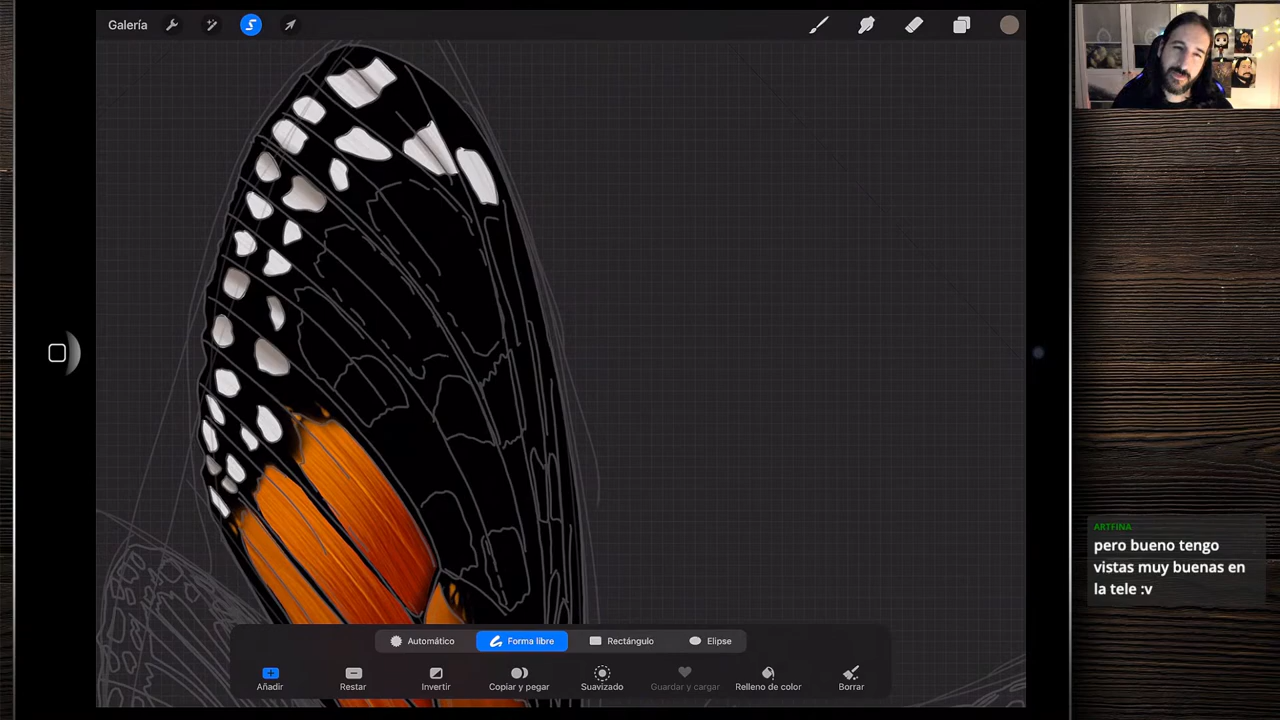 Galería
ARTFINA
pero bueno tengo
vistas muy buenas en
la tele :v
Automático
Forma libre
Rectángulo
Elipse
Añadir
Restar
Invertir
Copiar y pegar
Suavizado
Guardar y cargar
Relleno de color
Borrar